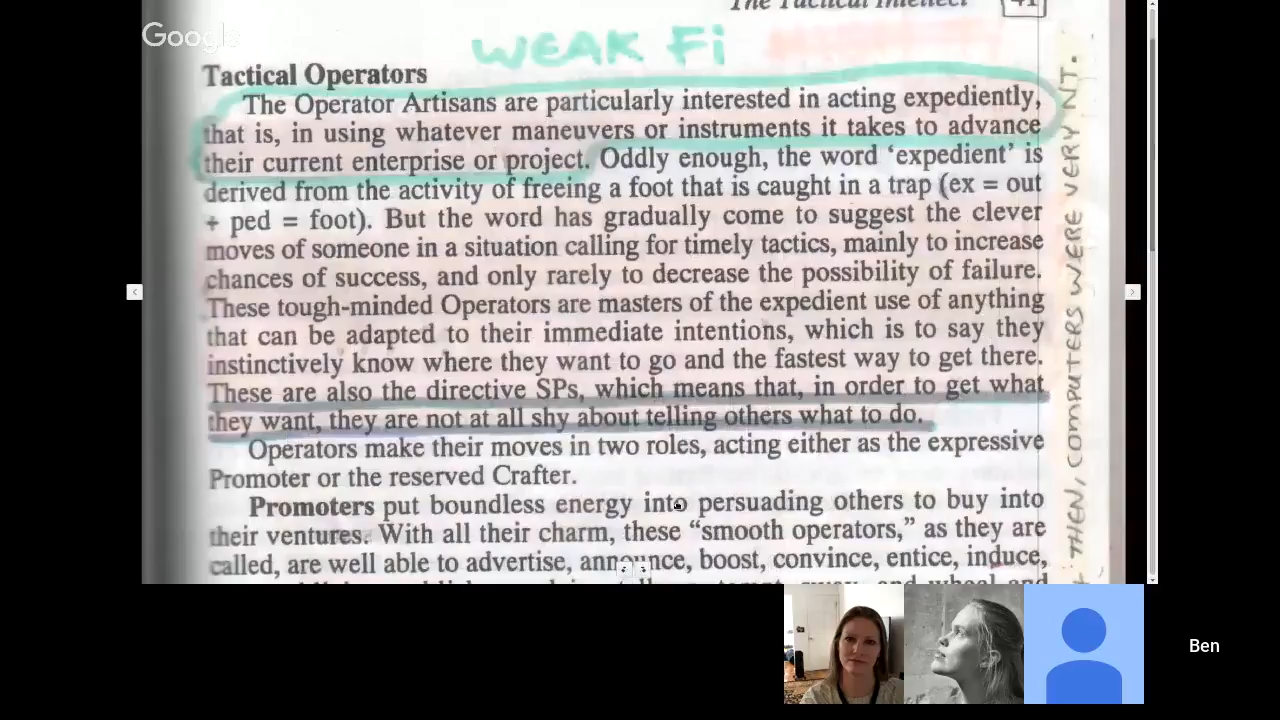 The Tactical Intellect 41
Google
WEAK Fi
Tactical Operators
The Operator Artisans are particularly interested in acting expediently,
that is, in using whatever maneuvers or instruments it takes to advance
their current enterprise or project. Oddly enough, the word ‘expedient’ is
derived from the activity of freeing a foot that is caught in a trap (ex = out
+ ped = foot). But the word has gradually come to suggest the clever
moves of someone in a situation calling for timely tactics, mainly to increase
chances of success, and only rarely to decrease the possibility of failure.
These tough-minded Operators are masters of the expedient use of anything
that can be adapted to their immediate intentions, which is to say they
instinctively know where they want to go and the fastest way to get there.
These are also the directive SPs, which means that, in order to get what
they want, they are not at all shy about telling others what to do.
Operators make their moves in two roles, acting either as the expressive
Promoter or the reserved Crafter.
Promoters put boundless energy into persuading others to buy into
their ventures. With all their charm, these “smooth operators,” as they are
called, are well able to advertise, announce, boost, convince, entice, induce,
and wheel and
THEN, COMPUTERS WERE VERY NT.
Ben